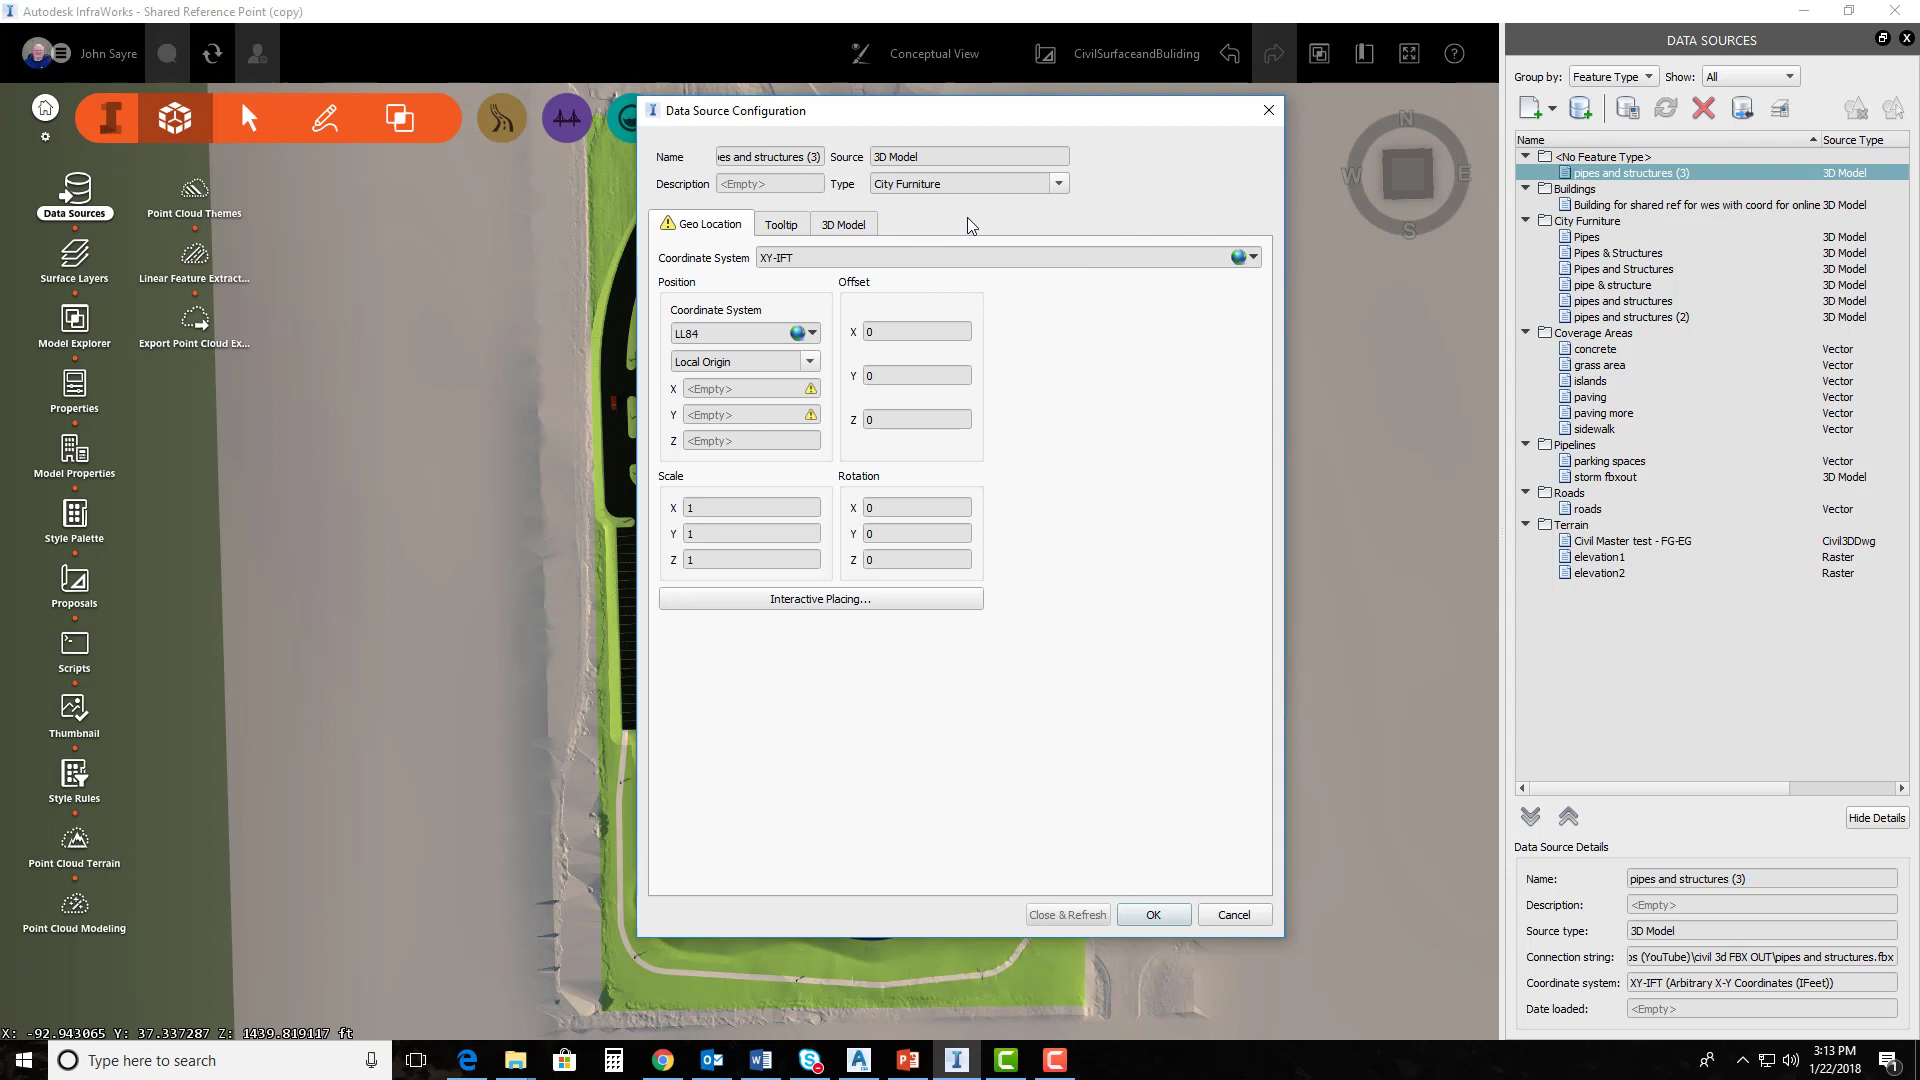 Autodesk InfraWorks - Shared Reference Point (copy)
John Sayre
Conceptual View
CivilSurfaceandBuliding
Data Sources
Point Cloud Themes
Surface Layers
Linear Feature Extract...
Model Explorer
Export Point Cloud Ex...
Properties
Model Properties
Style Palette
Proposals
Scripts
Thumbnail
Style Rules
Point Cloud Terrain
Point Cloud Modeling
X: -92.943065 Y: 37.337287 Z: 1439.819117 ft
Data Source Configuration
Name
es and structures (3)
Source
3D Model
Description
<Empty>
Type
City Furniture
Geo Location
Tooltip
3D Model
Coordinate System
XY-IFT
Position
Offset
Coordinate System
LL84
Local Origin
X <Empty>
Y <Empty>
Z <Empty>
X 0
Y 0
Z 0
Scale
Rotation
X 1
Y 1
Z 1
X 0
Y 0
Z 0
Interactive Placing...
Close & Refresh
OK
Cancel
N
W
E
S
DATA SOURCES
Group by: Feature Type Show: All
Name Source Type
<No Feature Type>
pipes and structures (3) 3D Model
Buildings
Building for shared ref for wes with coord for online 3D Model
City Furniture
Pipes 3D Model
Pipes & Structures 3D Model
Pipes and Structures 3D Model
pipe & structure 3D Model
pipes and structures 3D Model
pipes and structures (2) 3D Model
Coverage Areas
concrete Vector
grass area Vector
islands Vector
paving Vector
paving more Vector
sidewalk Vector
Pipelines
parking spaces Vector
storm fbxout 3D Model
Roads
roads Vector
Terrain
Civil Master test - FG-EG Civil3DDwg
elevation1 Raster
elevation2 Raster
Hide Details
Data Source Details
Name: pipes and structures (3)
Description: <Empty>
Source type: 3D Model
Connection string: os (YouTube)\civil 3d FBX OUT\pipes and structures.fbx
Coordinate system: XY-IFT (Arbitrary X-Y Coordinates (IFeet))
Date loaded: <Empty>
Type here to search
3:13 PM
1/22/2018
1